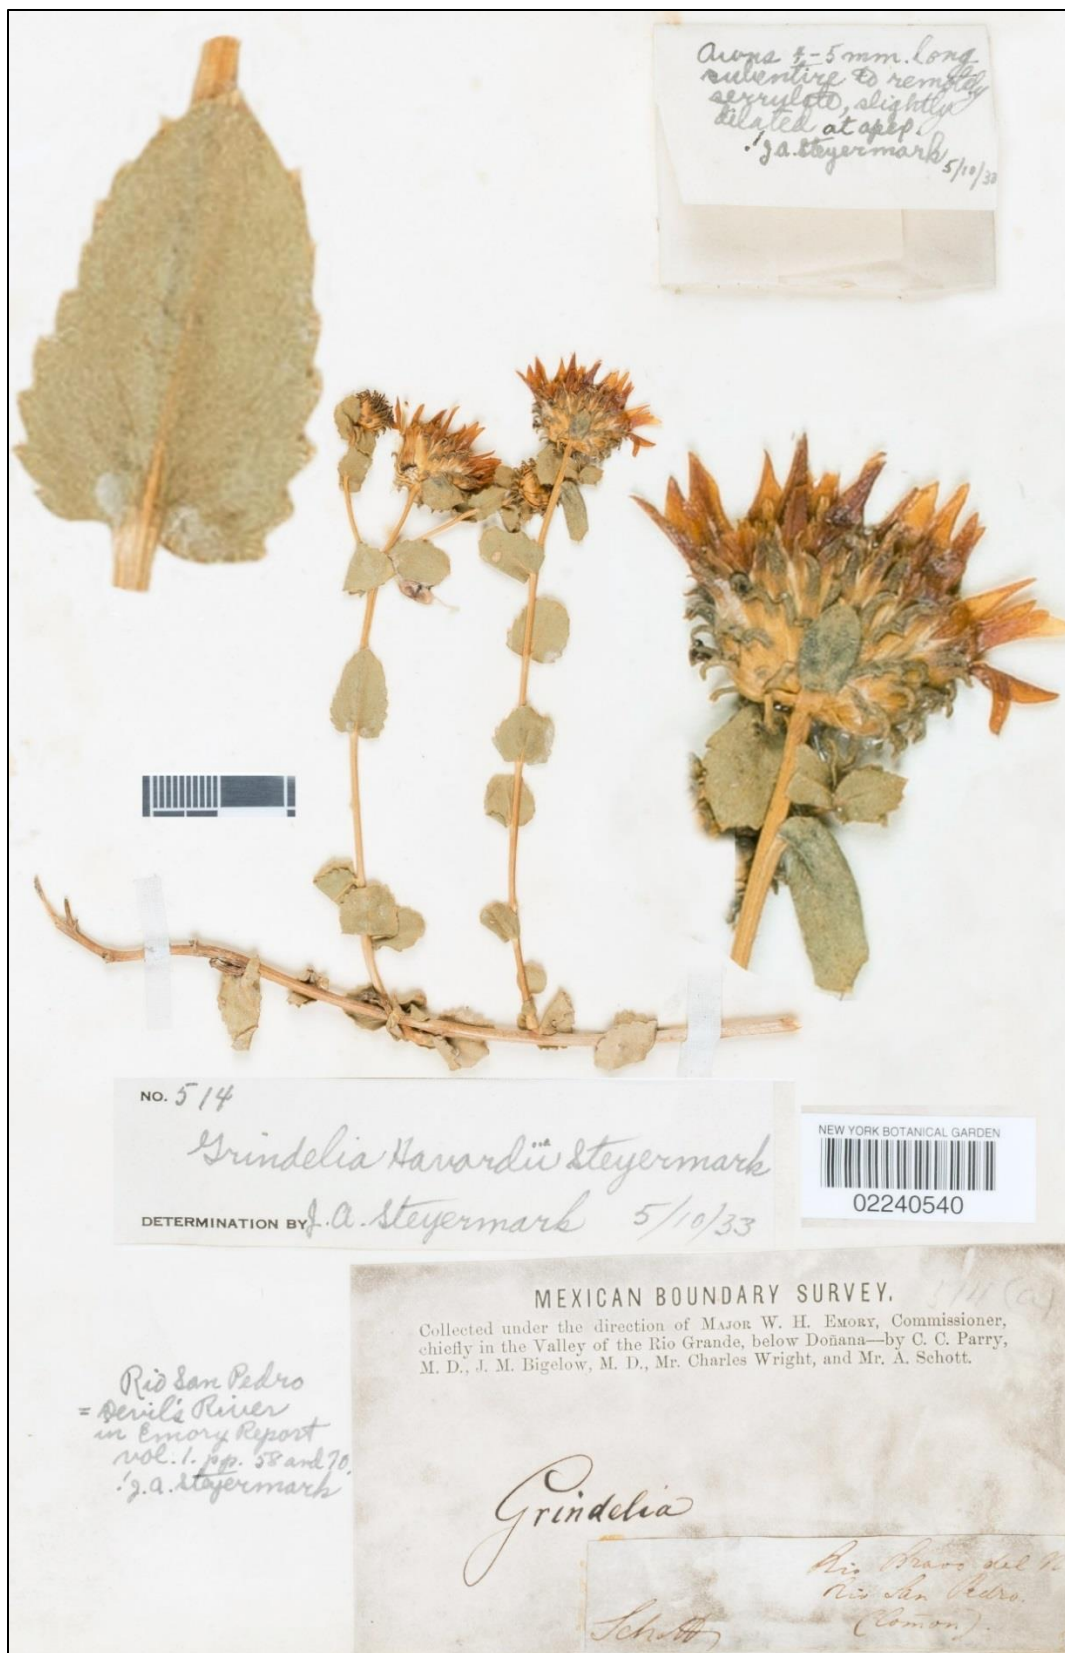 Awns 4-5 mm. long
subentire to remotely
serrulate, slightly
dilated at apex.
! J. A. Steyermark
5/10/33
NO. 514
Grindelia Havardii Steyermark
DETERMINATION BY J. A. Steyermark 5/10/33
NEW YORK BOTANICAL GARDEN
02240540
MEXICAN BOUNDARY SURVEY.
Collected under the direction of MAJOR W. H. EMORY, Commissioner,
chiefly in the Valley of the Rio Grande, below Doñana—by C. C. Parry,
M. D., J. M. Bigelow, M. D., Mr. Charles Wright, and Mr. A. Schott.
Rio San Pedro
= Devil's River
in Emory Report
vol. 1. pp. 58 and 70.
! J. A. Steyermark
Grindelia
Rio Bravo del N
Rio San Pedro.
Schott